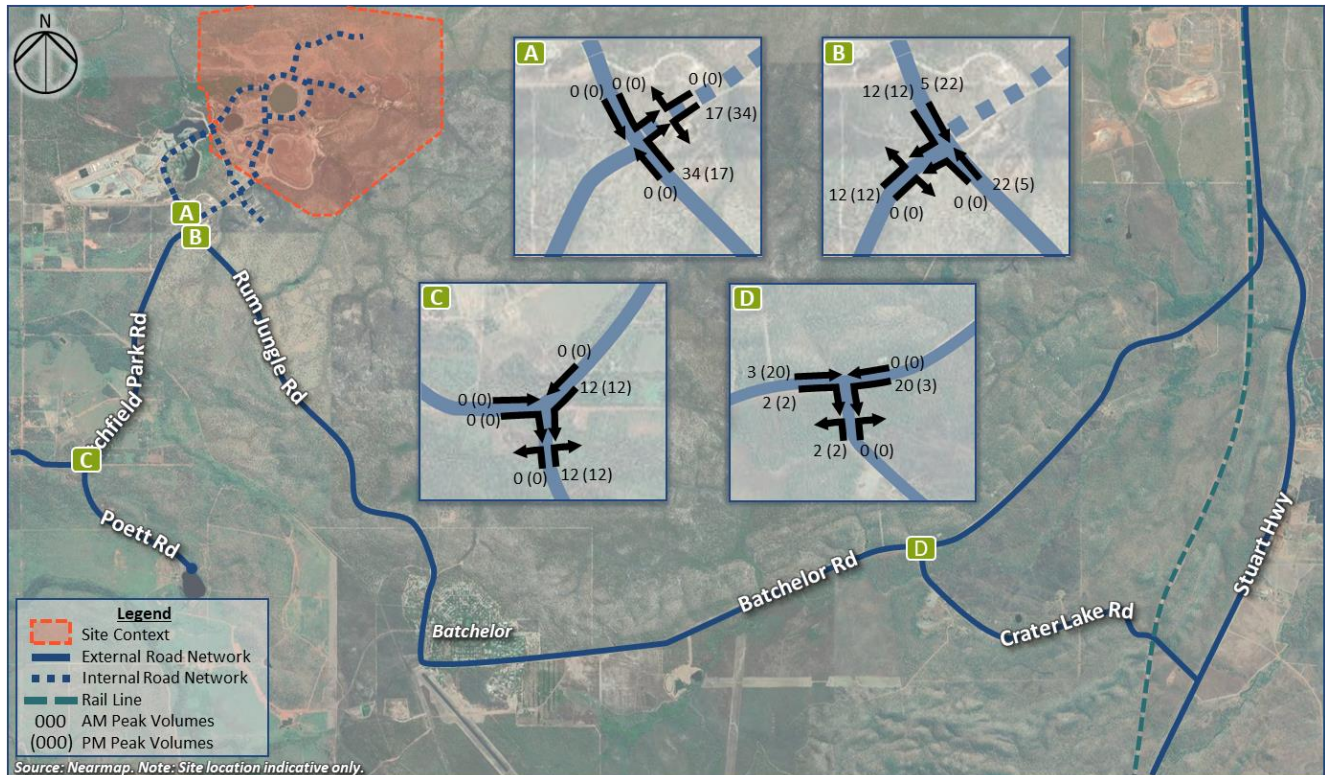 N
A
0 (0)
0 (0)
0 (0)
17 (34)
34 (17)
0 (0)
B
5 (22)
12 (12)
12 (12)
0 (0)
22 (5)
0 (0)
A
B
C
0 (0)
12 (12)
0 (0)
0 (0)
0 (0)
12 (12)
D
3 (20)
0 (0)
20 (3)
2 (2)
2 (2)
0 (0)
Rum Jungle Rd
chfield Park Rd
C
Poett Rd
Batchelor
Batchelor Rd
D
Crater Lake Rd
Stuart Hwy
Legend
Site Context
External Road Network
Internal Road Network
Rail Line
000 AM Peak Volumes
(000) PM Peak Volumes
Source: Nearmap. Note: Site location indicative only.